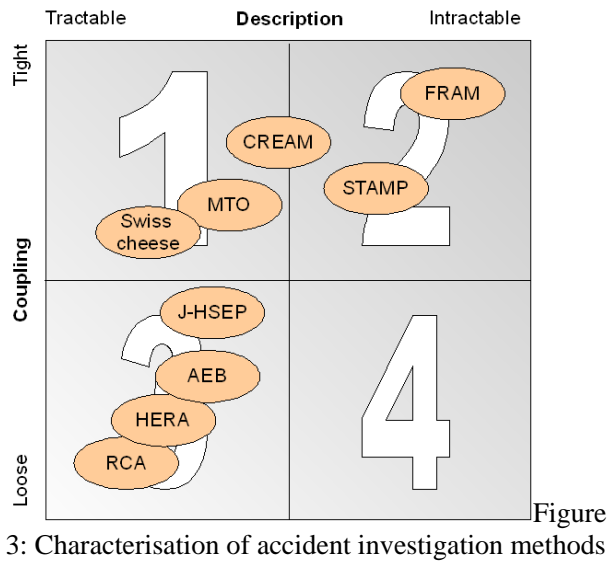 Tractable Description Intractable
Tight
Coupling
Loose
1
2
FRAM
CREAM
STAMP
MTO
Swiss
cheese
3
4
J-HSEP
AEB
HERA
RCA
Figure
3: Characterisation of accident investigation methods